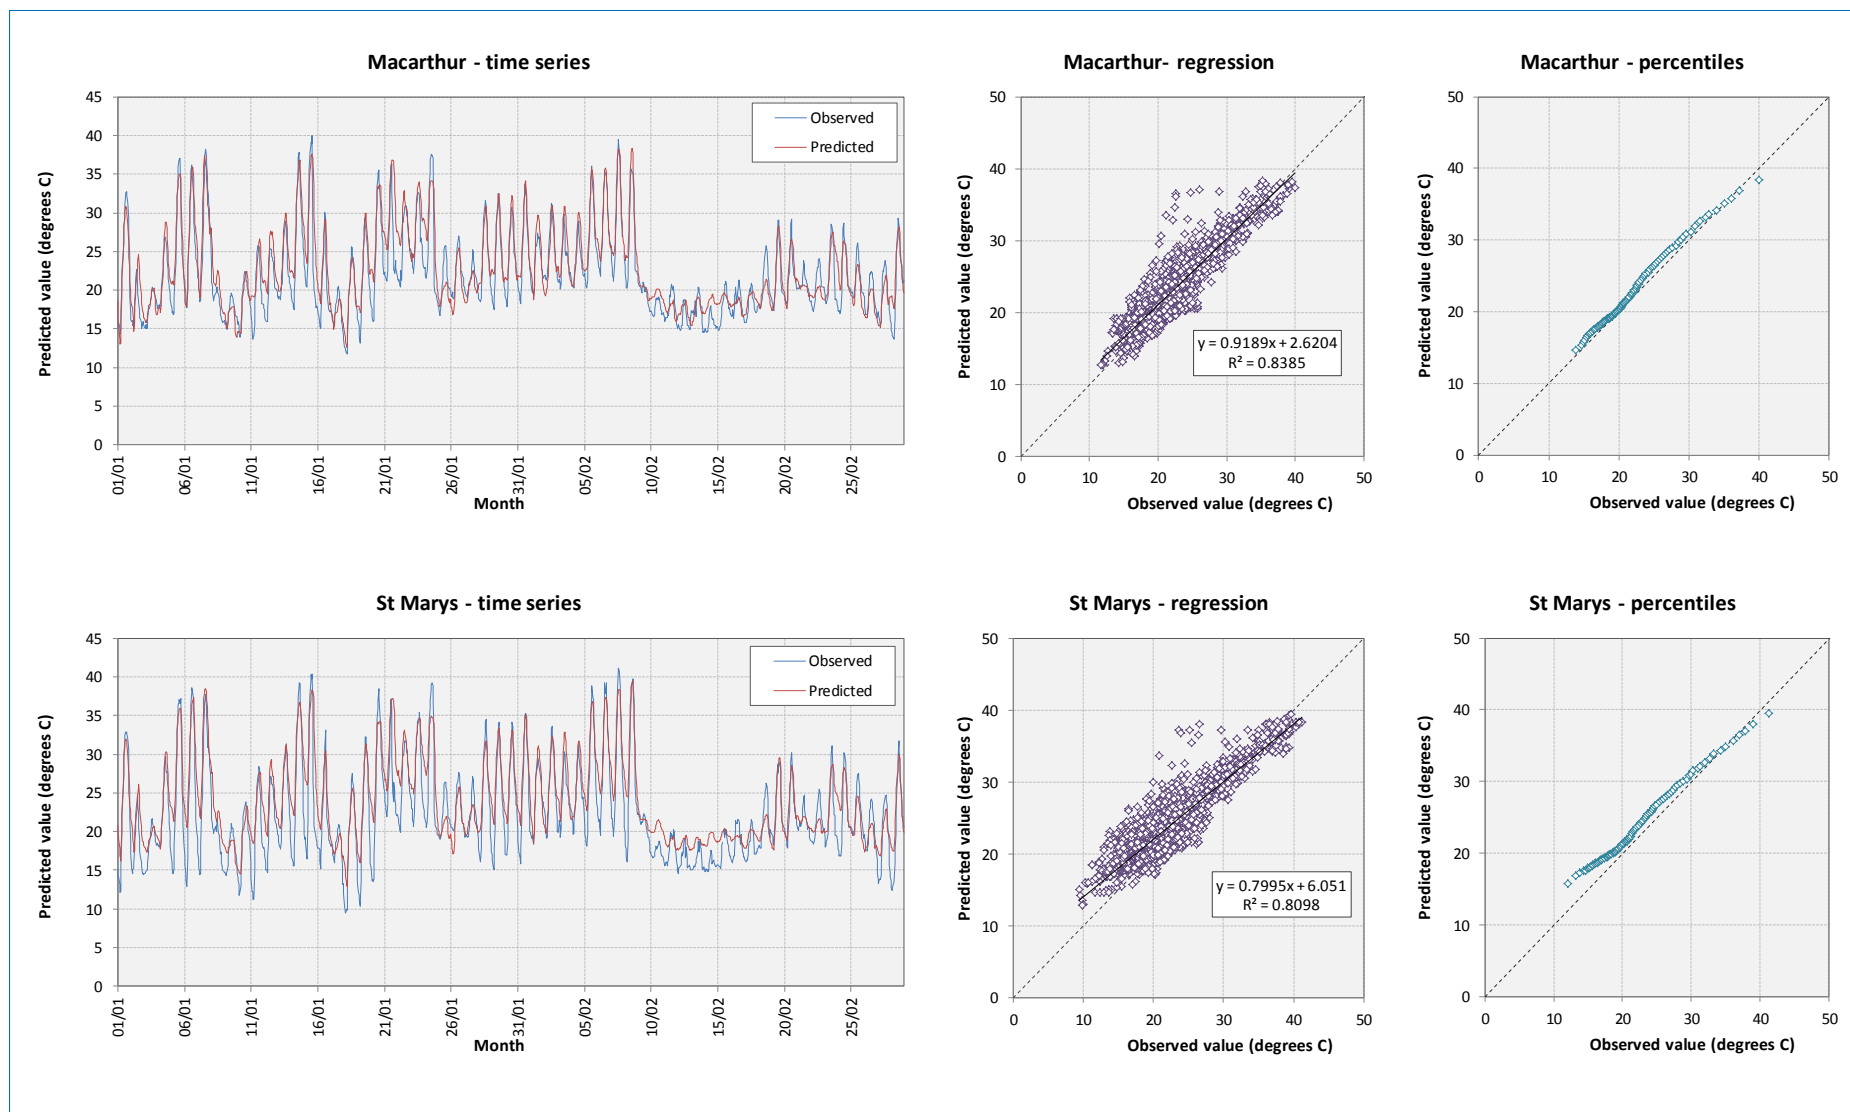 Macarthur - time series
Predicted value (degrees C)
45
40
35
30
25
20
15
10
5
0
Observed
Predicted
01/01
06/01
11/01
16/01
21/01
26/01
31/01
05/02
10/02
15/02
20/02
25/02
Month
Macarthur- regression
Predicted value (degrees C)
50
40
30
20
10
0
y = 0.9189x + 2.6204
R² = 0.8385
0 10 20 30 40 50
Observed value (degrees C)
Macarthur - percentiles
Predicted value (degrees C)
50
40
30
20
10
0
0 10 20 30 40 50
Observed value (degrees C)
St Marys - time series
Predicted value (degrees C)
45
40
35
30
25
20
15
10
5
0
Observed
Predicted
01/01
06/01
11/01
16/01
21/01
26/01
31/01
05/02
10/02
15/02
20/02
25/02
Month
St Marys - regression
Predicted value (degrees C)
50
40
30
20
10
0
y = 0.7995x + 6.051
R² = 0.8098
0 10 20 30 40 50
Observed value (degrees C)
St Marys - percentiles
Predicted value (degrees C)
50
40
30
20
10
0
0 10 20 30 40 50
Observed value (degrees C)